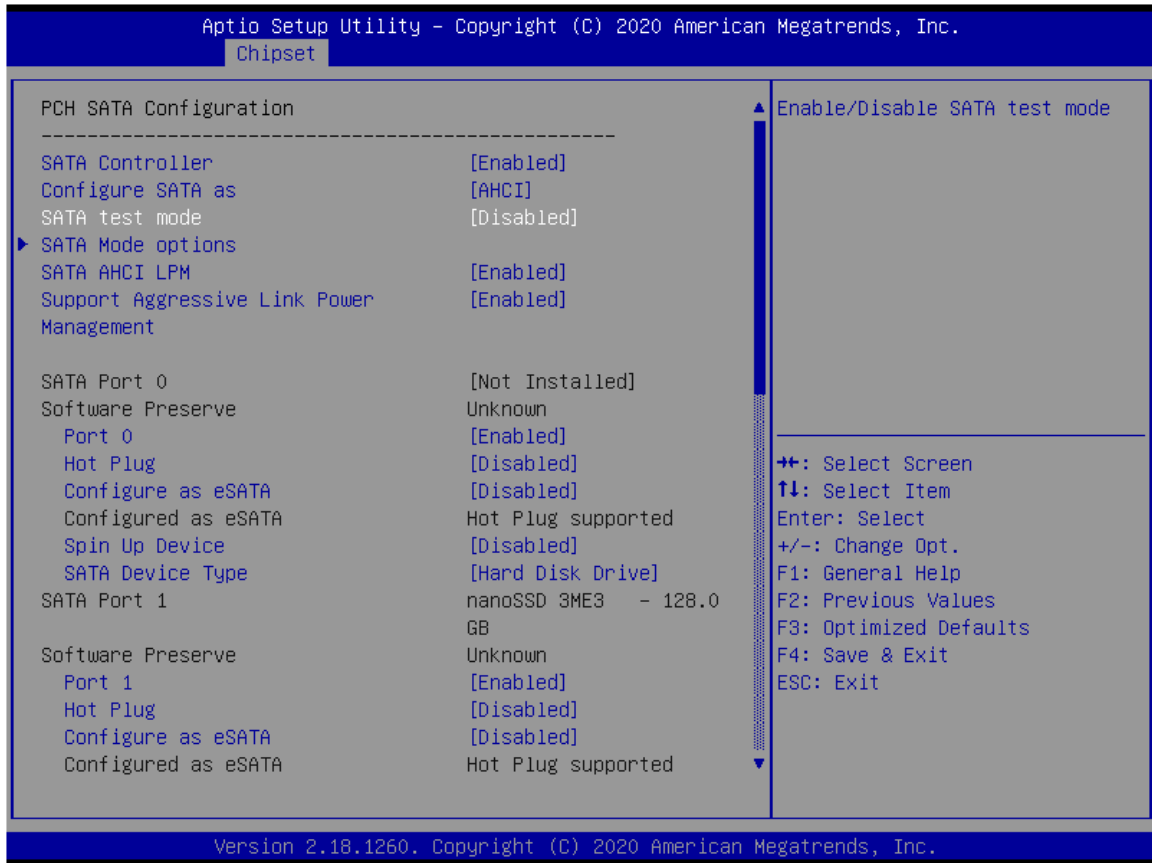 Aptio Setup Utility – Copyright (C) 2020 American Megatrends, Inc.
Chipset
PCH SATA Configuration
--------------------------------------------------
SATA Controller [Enabled]
Configure SATA as [AHCI]
SATA test mode [Disabled]
SATA Mode options
SATA AHCI LPM [Enabled]
Support Aggressive Link Power [Enabled]
Management
SATA Port 0 [Not Installed]
Software Preserve Unknown
Port 0 [Enabled]
Hot Plug [Disabled]
Configure as eSATA [Disabled]
Configured as eSATA Hot Plug supported
Spin Up Device [Disabled]
SATA Device Type [Hard Disk Drive]
SATA Port 1 nanoSSD 3ME3 – 128.0
GB
Software Preserve Unknown
Port 1 [Enabled]
Hot Plug [Disabled]
Configure as eSATA [Disabled]
Configured as eSATA Hot Plug supported
Enable/Disable SATA test mode
→←: Select Screen
↑↓: Select Item
Enter: Select
+/–: Change Opt.
F1: General Help
F2: Previous Values
F3: Optimized Defaults
F4: Save & Exit
ESC: Exit
Version 2.18.1260. Copyright (C) 2020 American Megatrends, Inc.